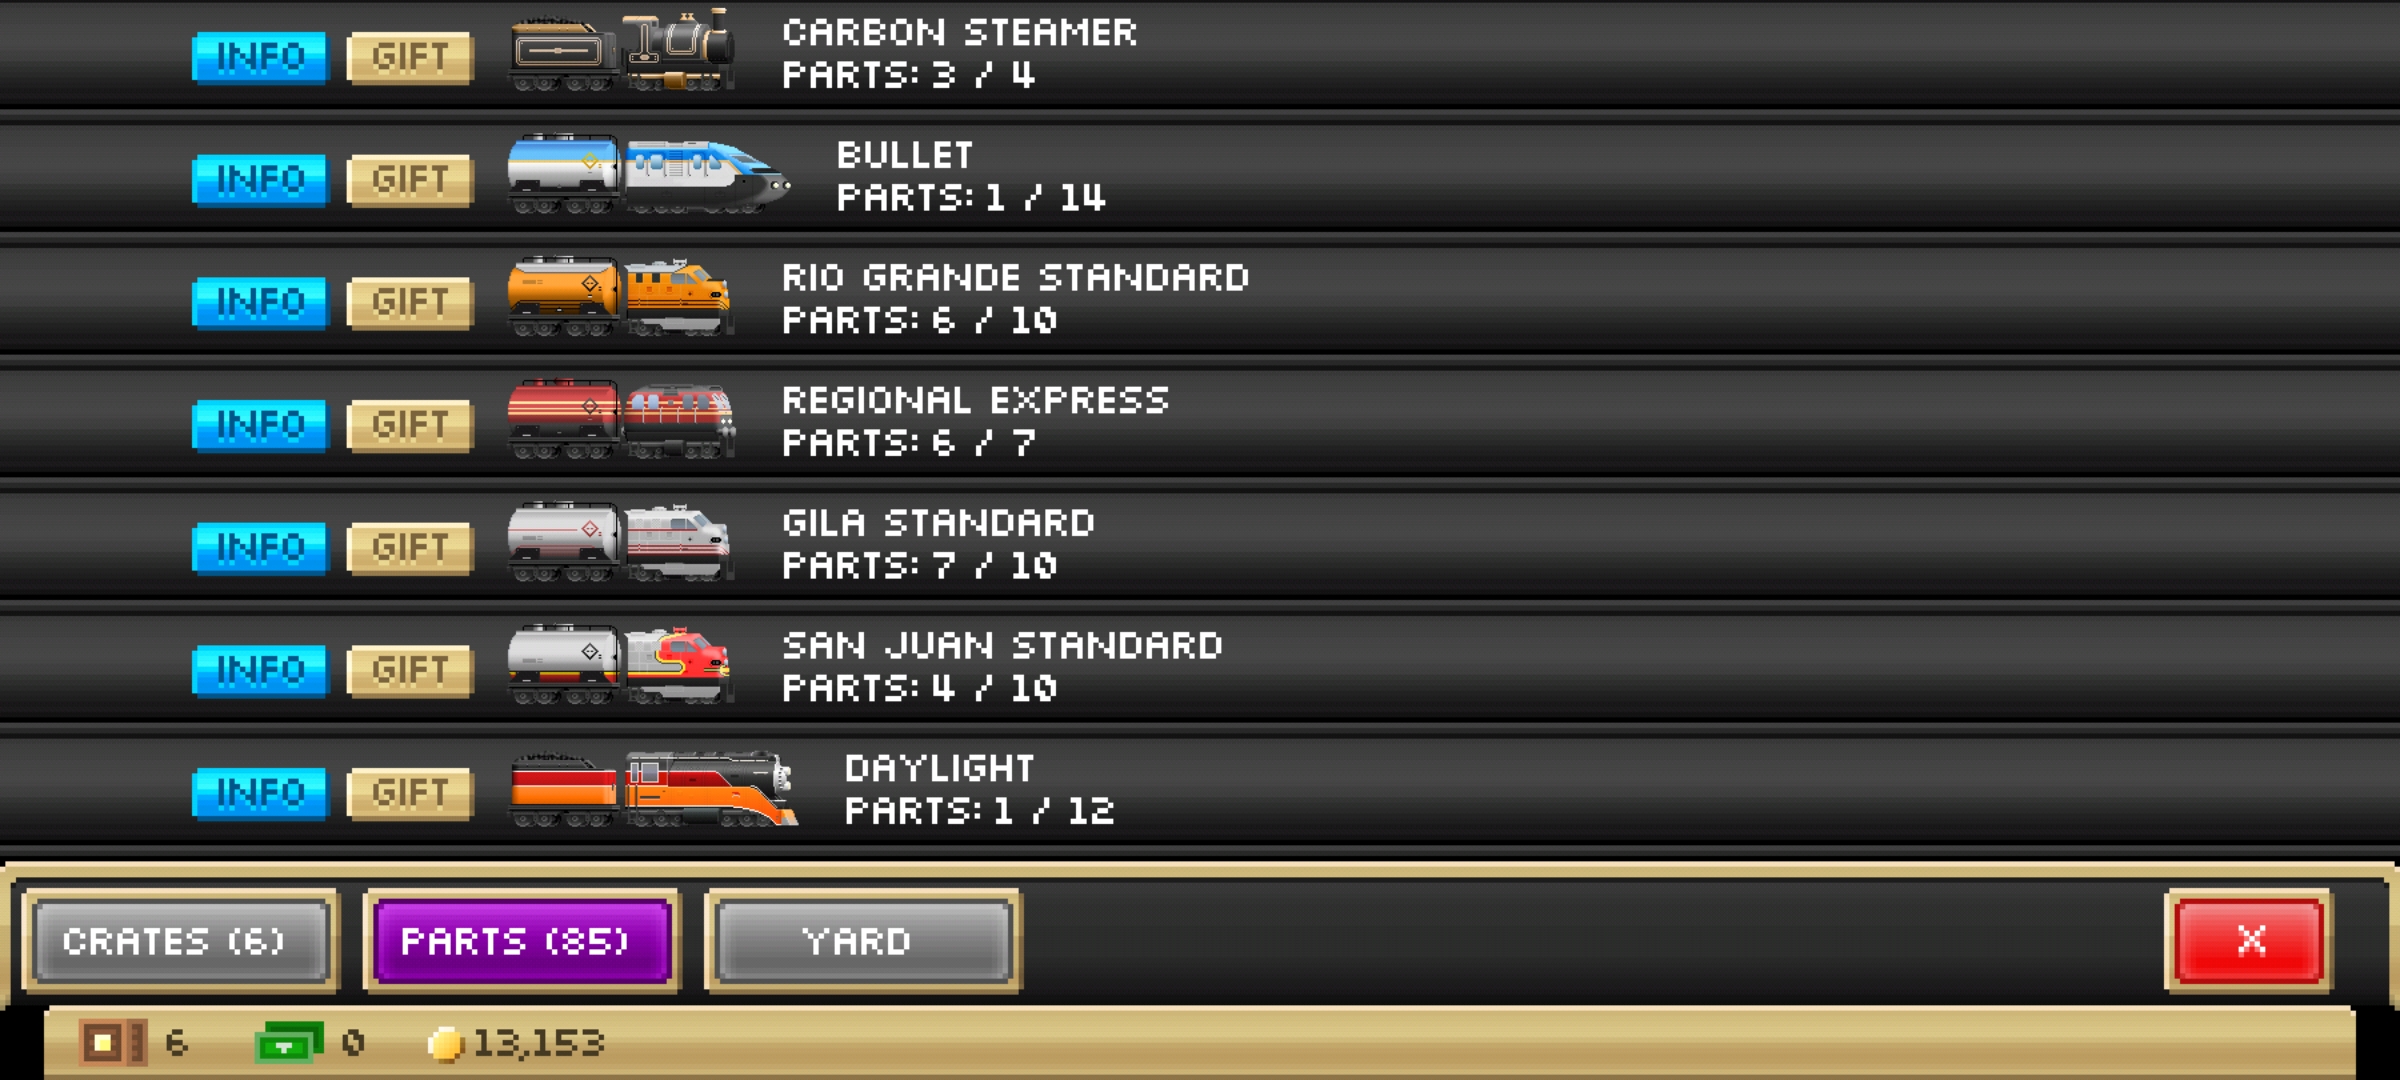 INFO GIFT CARBON STEAMER
PARTS: 3 / 4
INFO GIFT BULLET
PARTS: 1 / 14
INFO GIFT RIO GRANDE STANDARD
PARTS: 6 / 10
INFO GIFT REGIONAL EXPRESS
PARTS: 6 / 7
INFO GIFT GILA STANDARD
PARTS: 7 / 10
INFO GIFT SAN JUAN STANDARD
PARTS: 4 / 10
INFO GIFT DAYLIGHT
PARTS: 1 / 12
CRATES (6) PARTS (85) YARD X
6 0 13,153